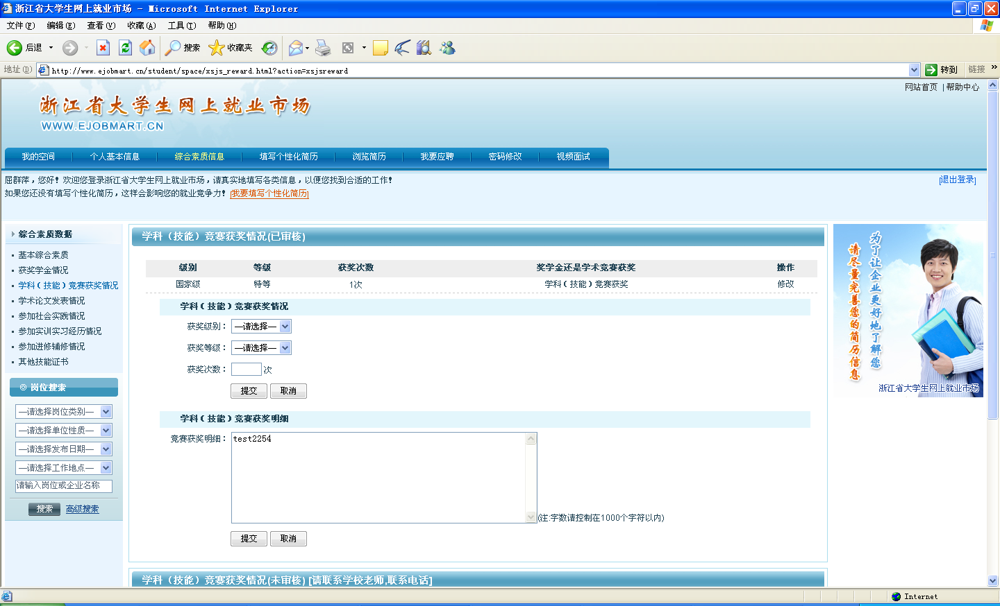 浙江省大学生网上就业市场 - Microsoft Internet Explorer
文件(F) 编辑(E) 查看(V) 收藏(A) 工具(T) 帮助(H)
后退 搜索 收藏夹
地址(D) http://www.ejobmart.cn/student/space/xsjs_reward.html?action=xsjsreward 转到 链接 »
网站首页 | 帮助中心
浙江省大学生网上就业市场
WWW.EJOBMART.CN
我的空间 个人基本信息 综合素质信息 填写个性化简历 浏览简历 我要应聘 密码修改 视频面试
屈群萍，您好！欢迎您登录浙江省大学生网上就业市场，请真实地填写各类信息，以便您找到合适的工作！ [退出登录]
如果您还没有填写个性化简历，这样会影响您的就业竞争力！[我要填写个性化简历]
综合素质数据
基本综合素质
获奖学金情况
学科（技能）竞赛获奖情况
学术论文发表情况
参加社会实践情况
参加实训实习经历情况
参加进修辅修情况
其他技能证书
岗位搜索
—请选择岗位类别—
—请选择单位性质—
—请选择发布日期—
—请选择工作地点—
请输入岗位或企业名称
搜索 高级搜索
学科（技能）竞赛获奖情况(已审核)
级别 等级 获奖次数 奖学金还是学术竞赛获奖 操作
国家级 特等 1次 学科（技能）竞赛获奖 修改
学科（技能）竞赛获奖情况
获奖级别： —请选择—
获奖等级： —请选择—
获奖次数： 次
提交 取消
学科（技能）竞赛获奖明细
竞赛获奖明细： test2254
(注:字数请控制在1000个字符以内)
提交 取消
学科（技能）竞赛获奖情况(未审核) [请联系学校老师,联系电话]
为了让企业更好地了解您
请尽量完善您的简历信息
浙江省大学生网上就业市场
Internet